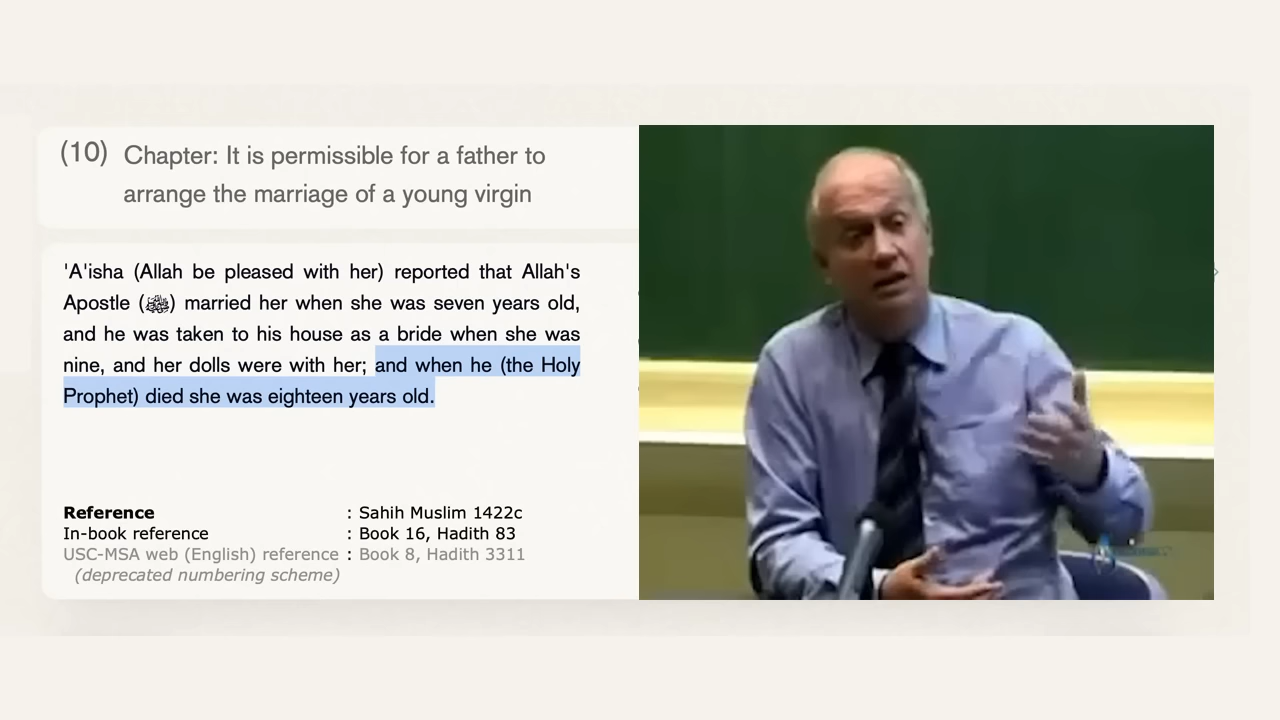 (10) Chapter: It is permissible for a father to
arrange the marriage of a young virgin
'A'isha (Allah be pleased with her) reported that Allah's
Apostle (ﷺ) married her when she was seven years old,
and he was taken to his house as a bride when she was
nine, and her dolls were with her; and when he (the Holy
Prophet) died she was eighteen years old.
Reference : Sahih Muslim 1422c
In-book reference : Book 16, Hadith 83
USC-MSA web (English) reference : Book 8, Hadith 3311
(deprecated numbering scheme)